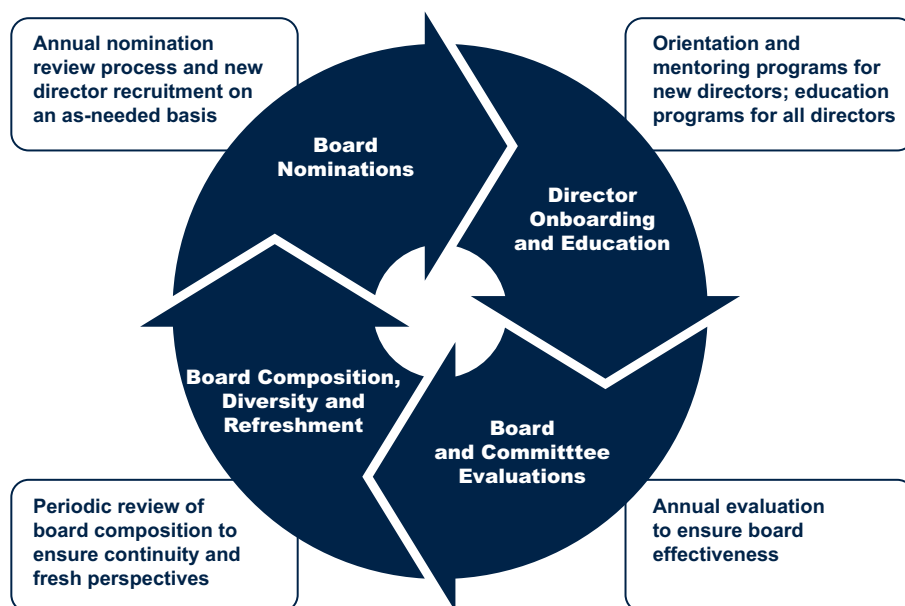 Annual nomination
review process and new
director recruitment on
an as-needed basis
Orientation and
mentoring programs for
new directors; education
programs for all directors
Board
Nominations
Director
Onboarding
and Education
Board Composition,
Diversity and
Refreshment
Board
and Committtee
Evaluations
Periodic review of
board composition to
ensure continuity and
fresh perspectives
Annual evaluation
to ensure board
effectiveness